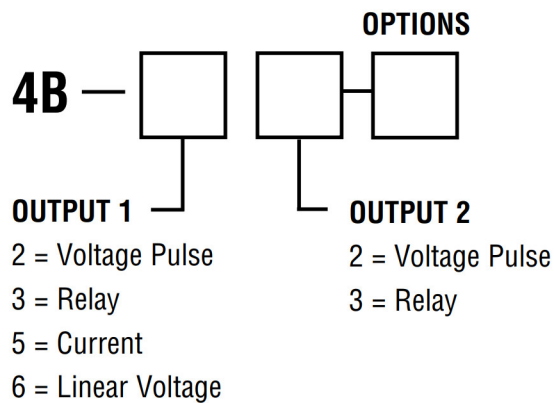 OPTIONS
4B —
OUTPUT 1
2 = Voltage Pulse
3 = Relay
5 = Current
6 = Linear Voltage
OUTPUT 2
2 = Voltage Pulse
3 = Relay